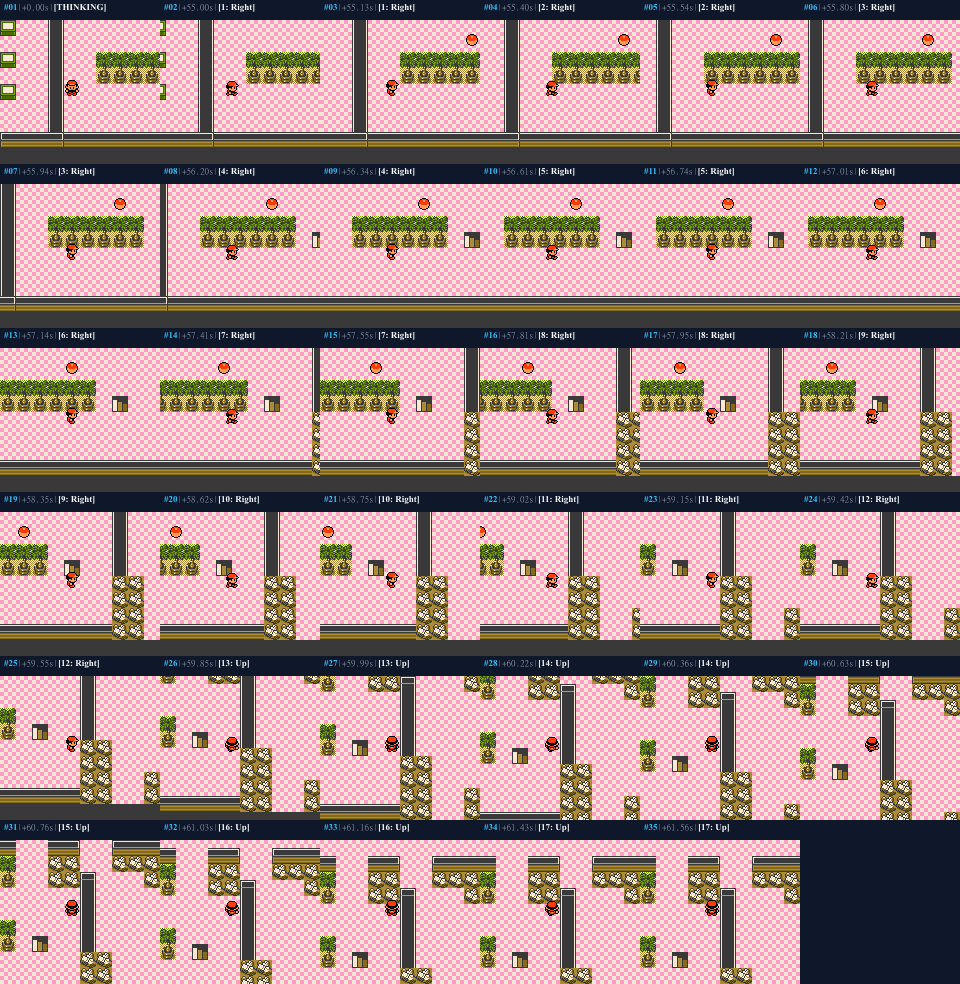 #01|+0.00s|[THINKING] #02|+55.00s|[1: Right] #03|+55.13s|[1: Right] #04|+55.40s|[2: Right] #05|+55.54s|[2: Right] #06|+55.80s|[3: Right]
#07|+55.94s|[3: Right] #08|+56.20s|[4: Right] #09|+56.34s|[4: Right] #10|+56.61s|[5: Right] #11|+56.74s|[5: Right] #12|+57.01s|[6: Right]
#13|+57.14s|[6: Right] #14|+57.41s|[7: Right] #15|+57.55s|[7: Right] #16|+57.81s|[8: Right] #17|+57.95s|[8: Right] #18|+58.21s|[9: Right]
#19|+58.35s|[9: Right] #20|+58.62s|[10: Right] #21|+58.75s|[10: Right] #22|+59.02s|[11: Right] #23|+59.15s|[11: Right] #24|+59.42s|[12: Right]
#25|+59.55s|[12: Right] #26|+59.85s|[13: Up] #27|+59.99s|[13: Up] #28|+60.22s|[14: Up] #29|+60.36s|[14: Up] #30|+60.63s|[15: Up]
#31|+60.76s|[15: Up] #32|+61.03s|[16: Up] #33|+61.16s|[16: Up] #34|+61.43s|[17: Up] #35|+61.56s|[17: Up]